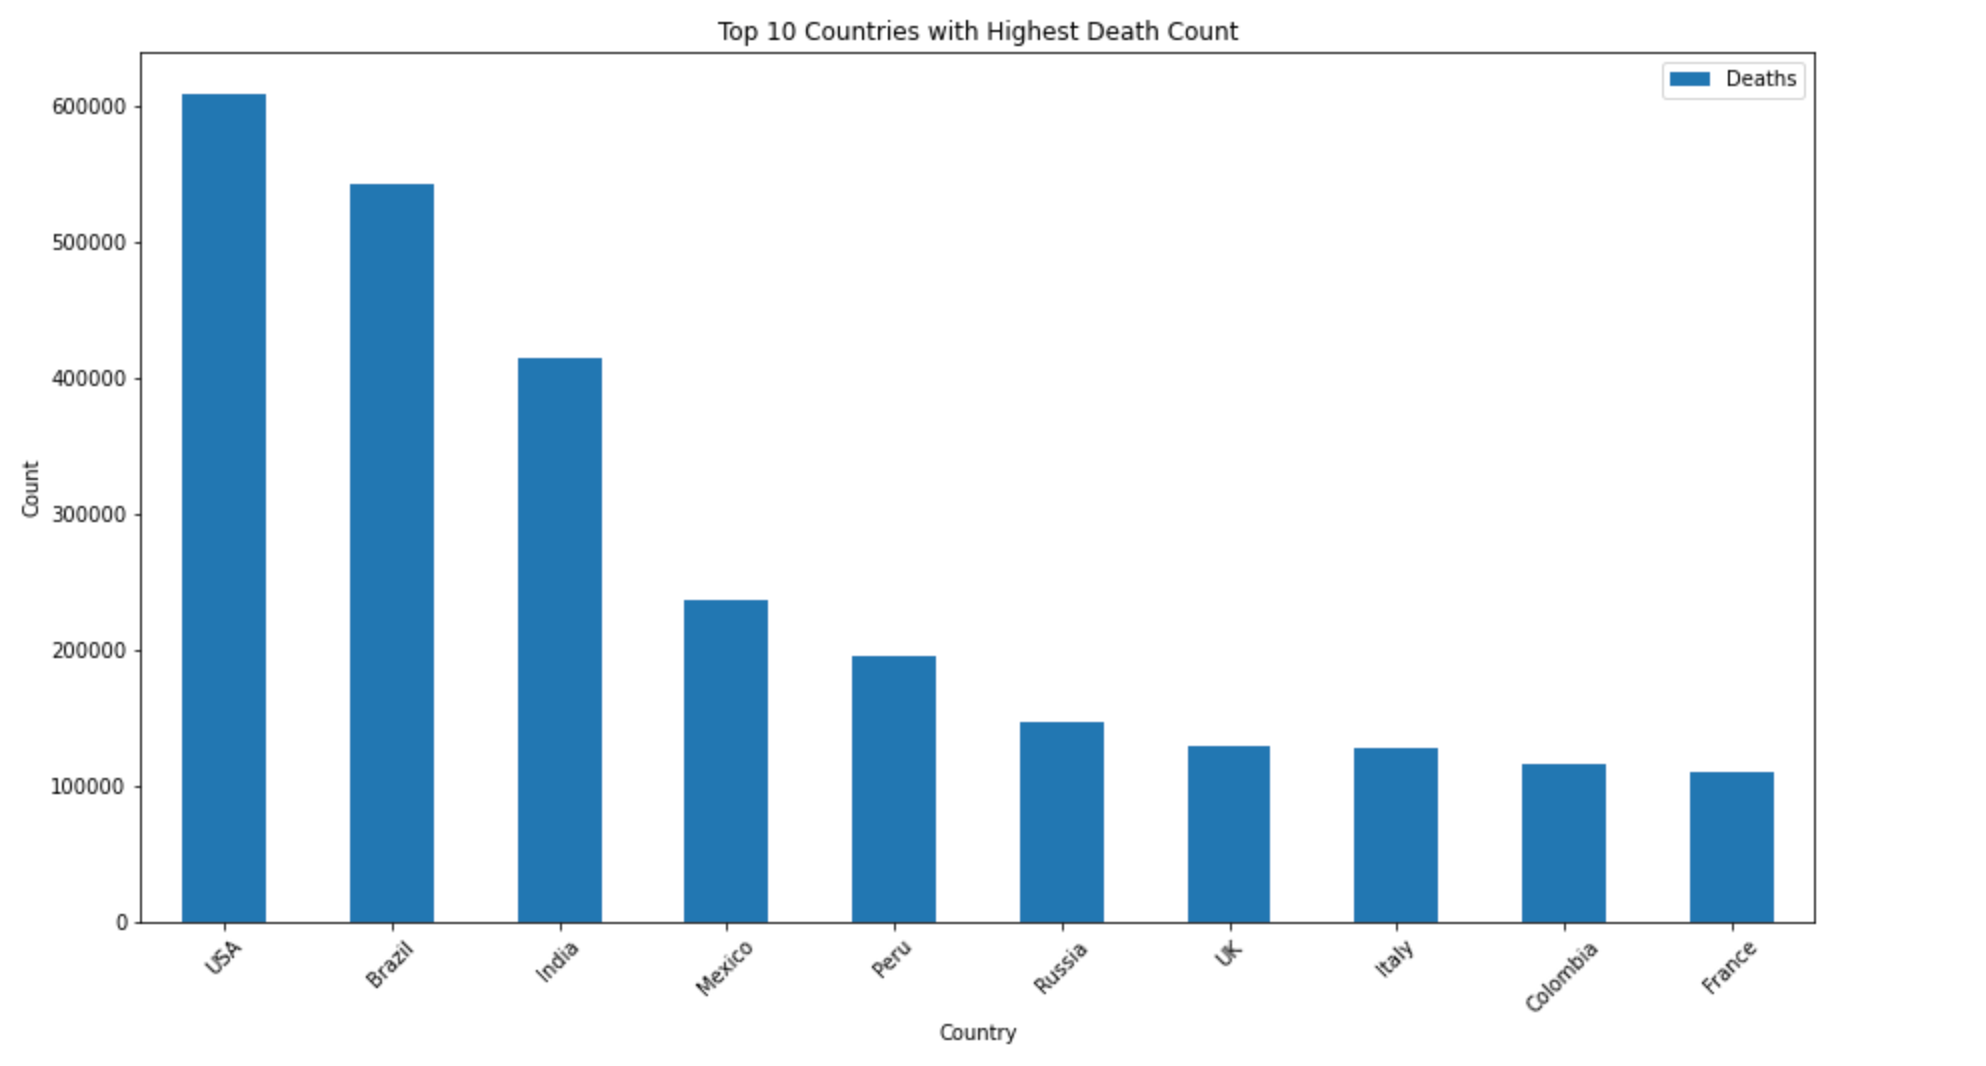 Top 10 Countries with Highest Death Count
Deaths
600000
500000
400000
300000
200000
100000
0
Count
USA
Brazil
India
Mexico
Peru
Russia
UK
Italy
Colombia
France
Country